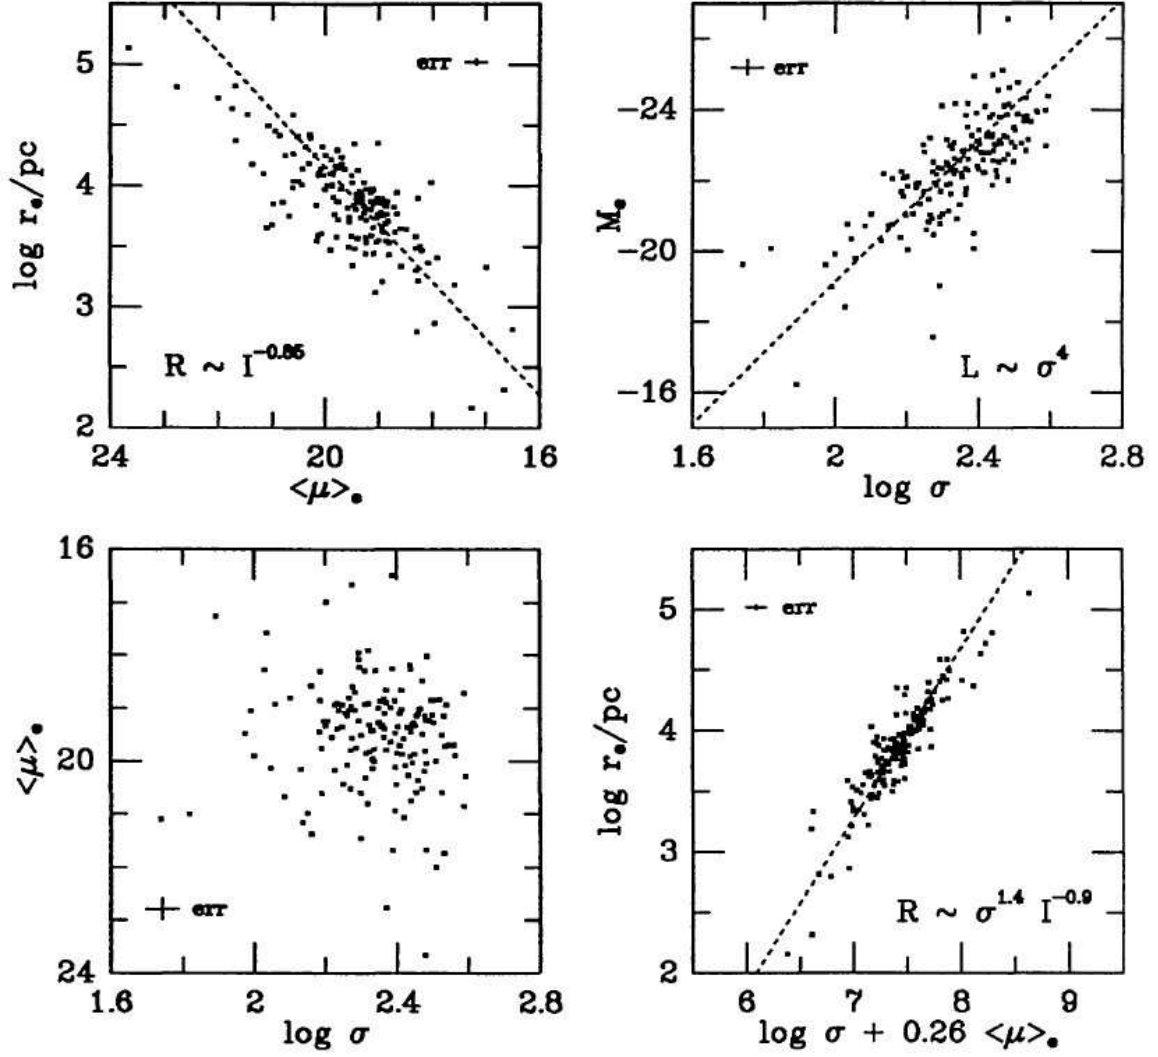 5
4
3
2
log r_e/pc
err
R ~ I^-0.85
24 20 16
<μ>_e
-24
-20
-16
M_e
err
L ~ σ^4
1.6 2 2.4 2.8
log σ
16
20
24
<μ>_e
err
1.6 2 2.4 2.8
log σ
5
4
3
2
log r_e/pc
err
R ~ σ^1.4 I^-0.9
6 7 8 9
log σ + 0.26 <μ>_e